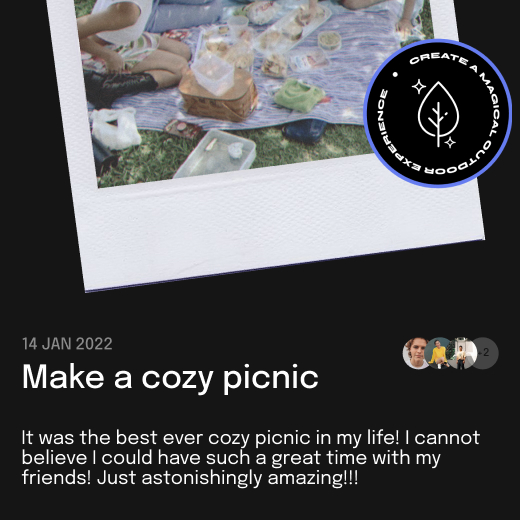 CREATE A MAGICAL OUTDOOR EXPERIENCE •
14 JAN 2022
+2
Make a cozy picnic
It was the best ever cozy picnic in my life! I cannot
believe I could have such a great time with my
friends! Just astonishingly amazing!!!